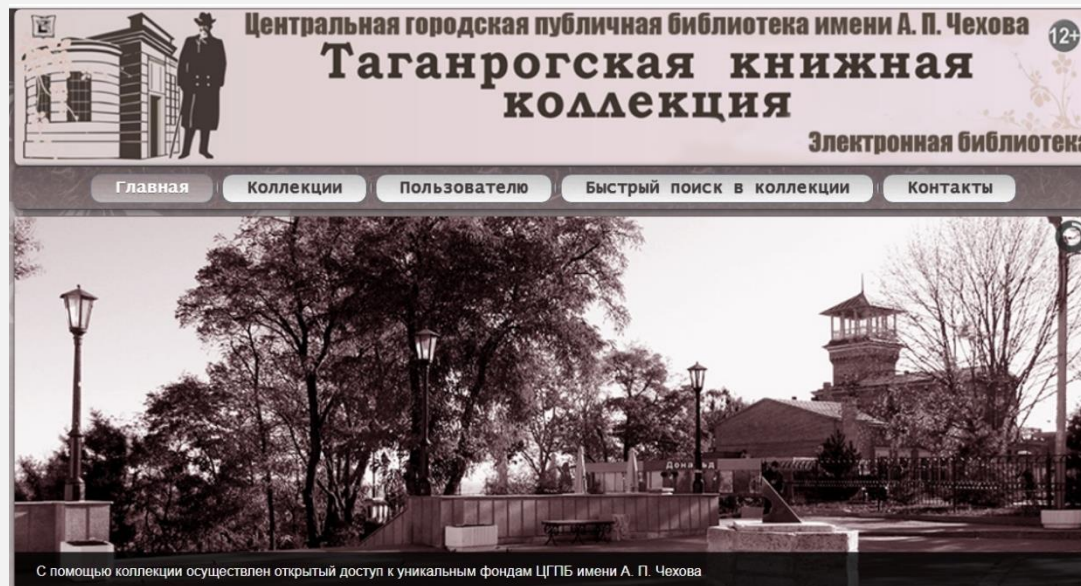 Центральная городская публичная библиотека имени А. П. Чехова
12+
Таганрогская книжная
коллекция
Электронная библиотека
Главная
Коллекции
Пользователю
Быстрый поиск в коллекции
Контакты
Дональд
С помощью коллекции осуществлен открытый доступ к уникальным фондам ЦГПБ имени А. П. Чехова